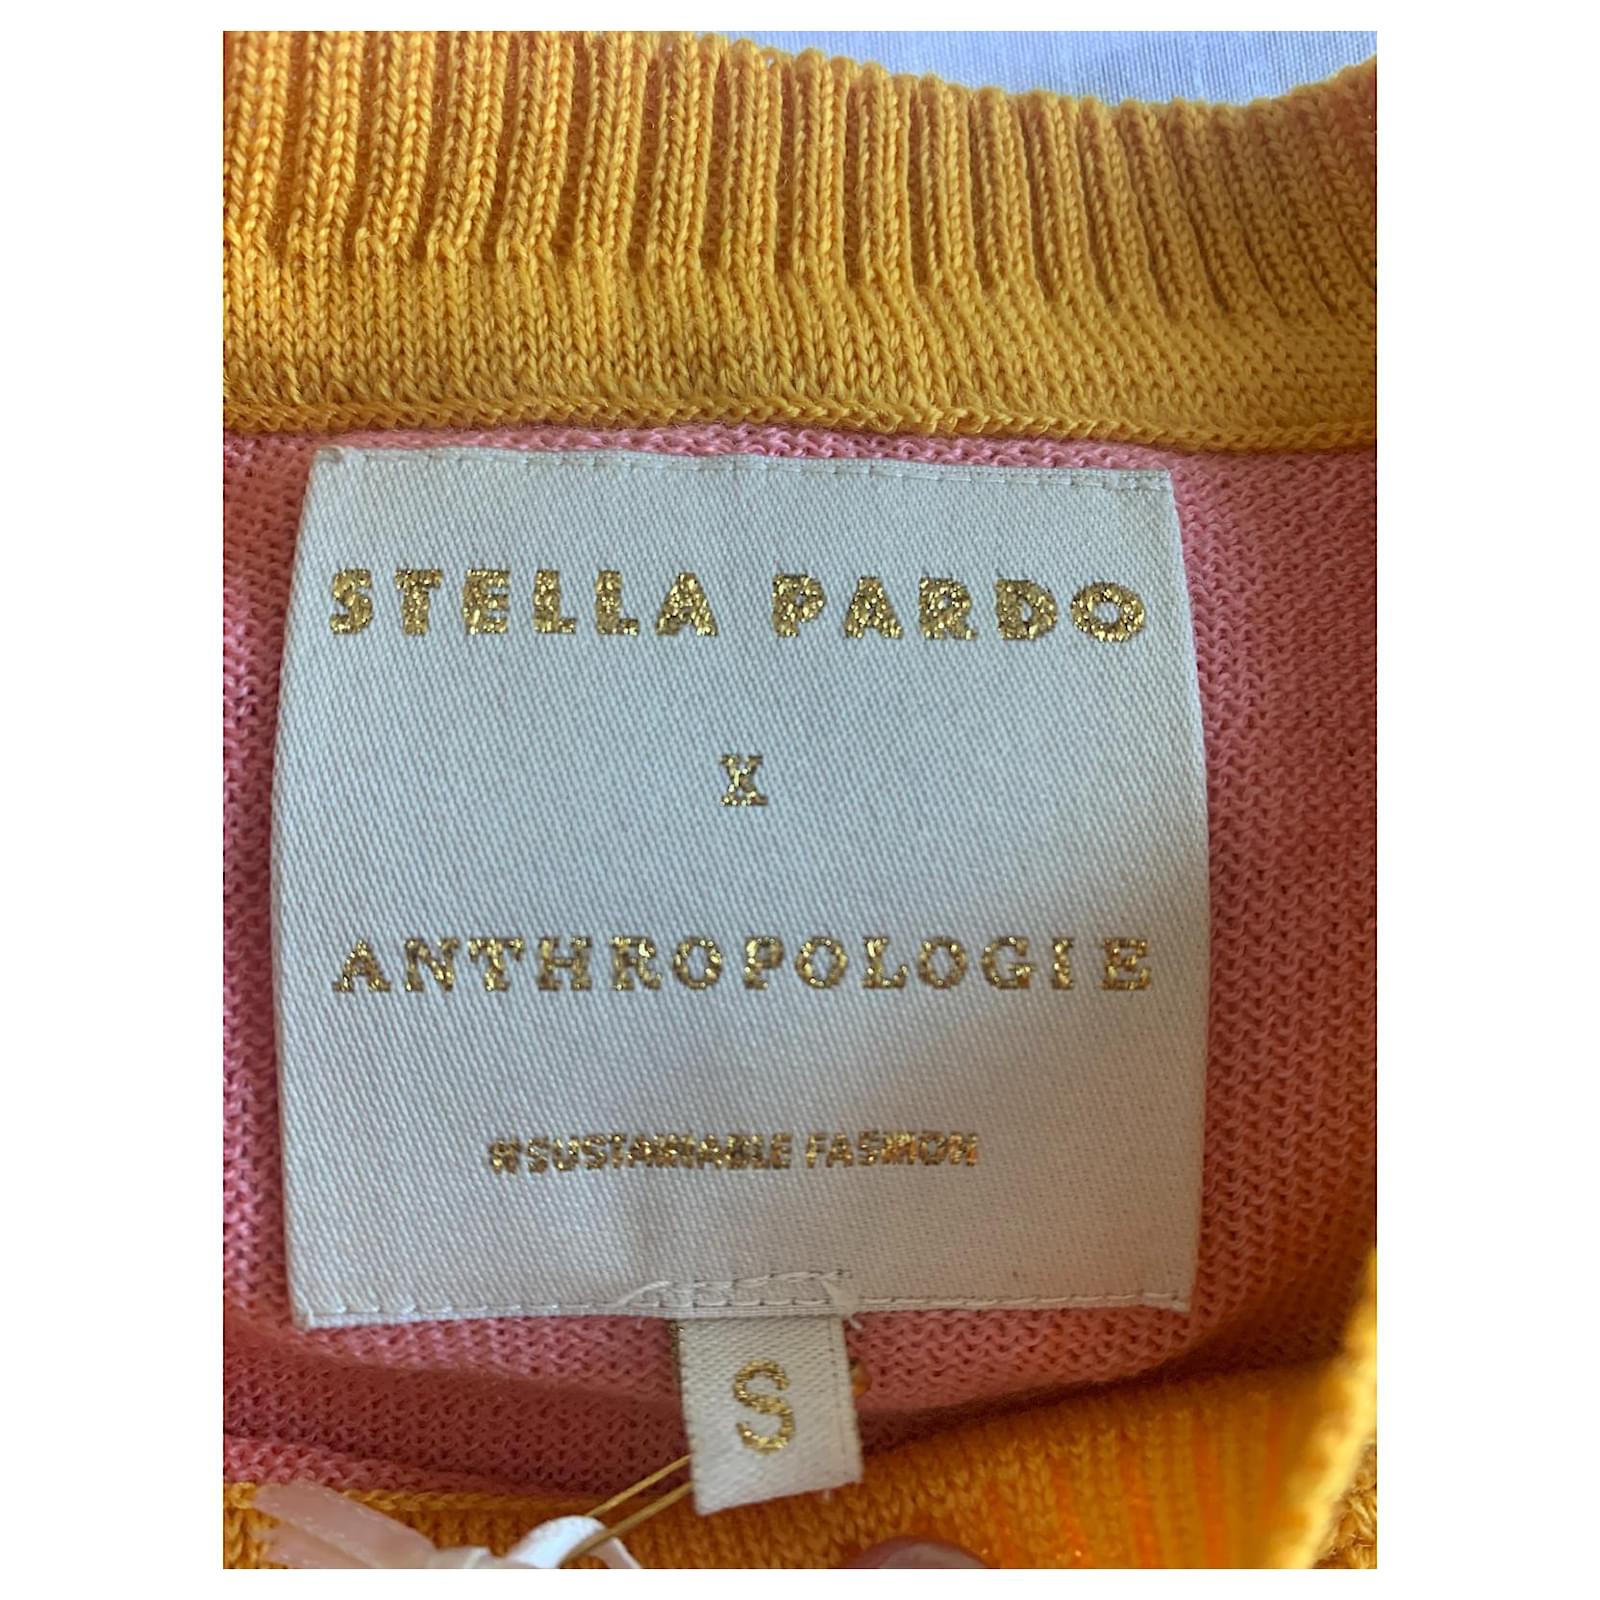 STELLA PARDO
X
ANTHROPOLOGIE
#SUSTAINABLE FASHION
S